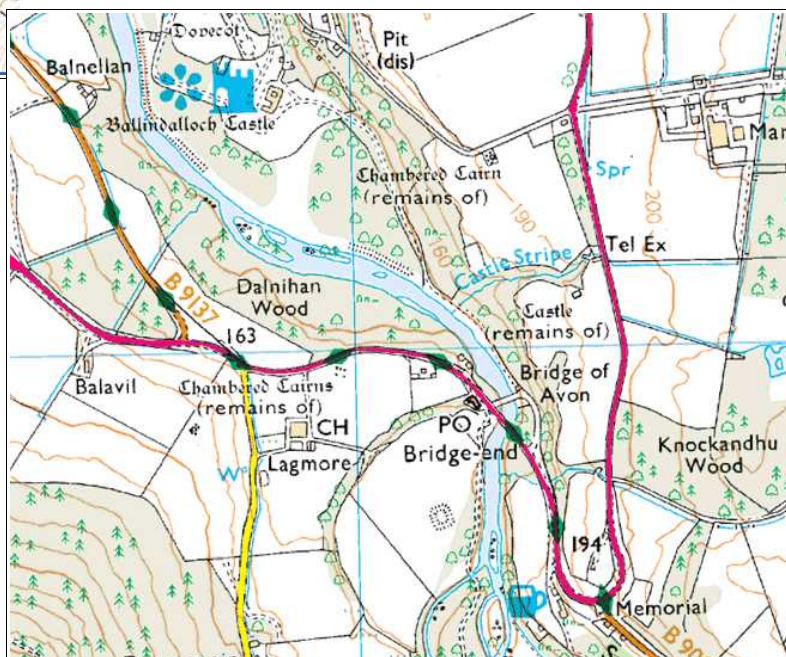 Dovecot
Pit
(dis)
Balnellan
Ballindalloch Castle
Mar
Chambered Cairn
(remains of)
Spr
190
200
160
Tel Ex
Castle Stripe
B 9137
Dalnihan
Wood
163
Castle
(remains of)
Balavil
Chambered Cairns
(remains of)
Bridge of
Avon
CH
PO
Bridge-end
Lagmore
W
Knockandhu
Wood
194
Memorial
B 90